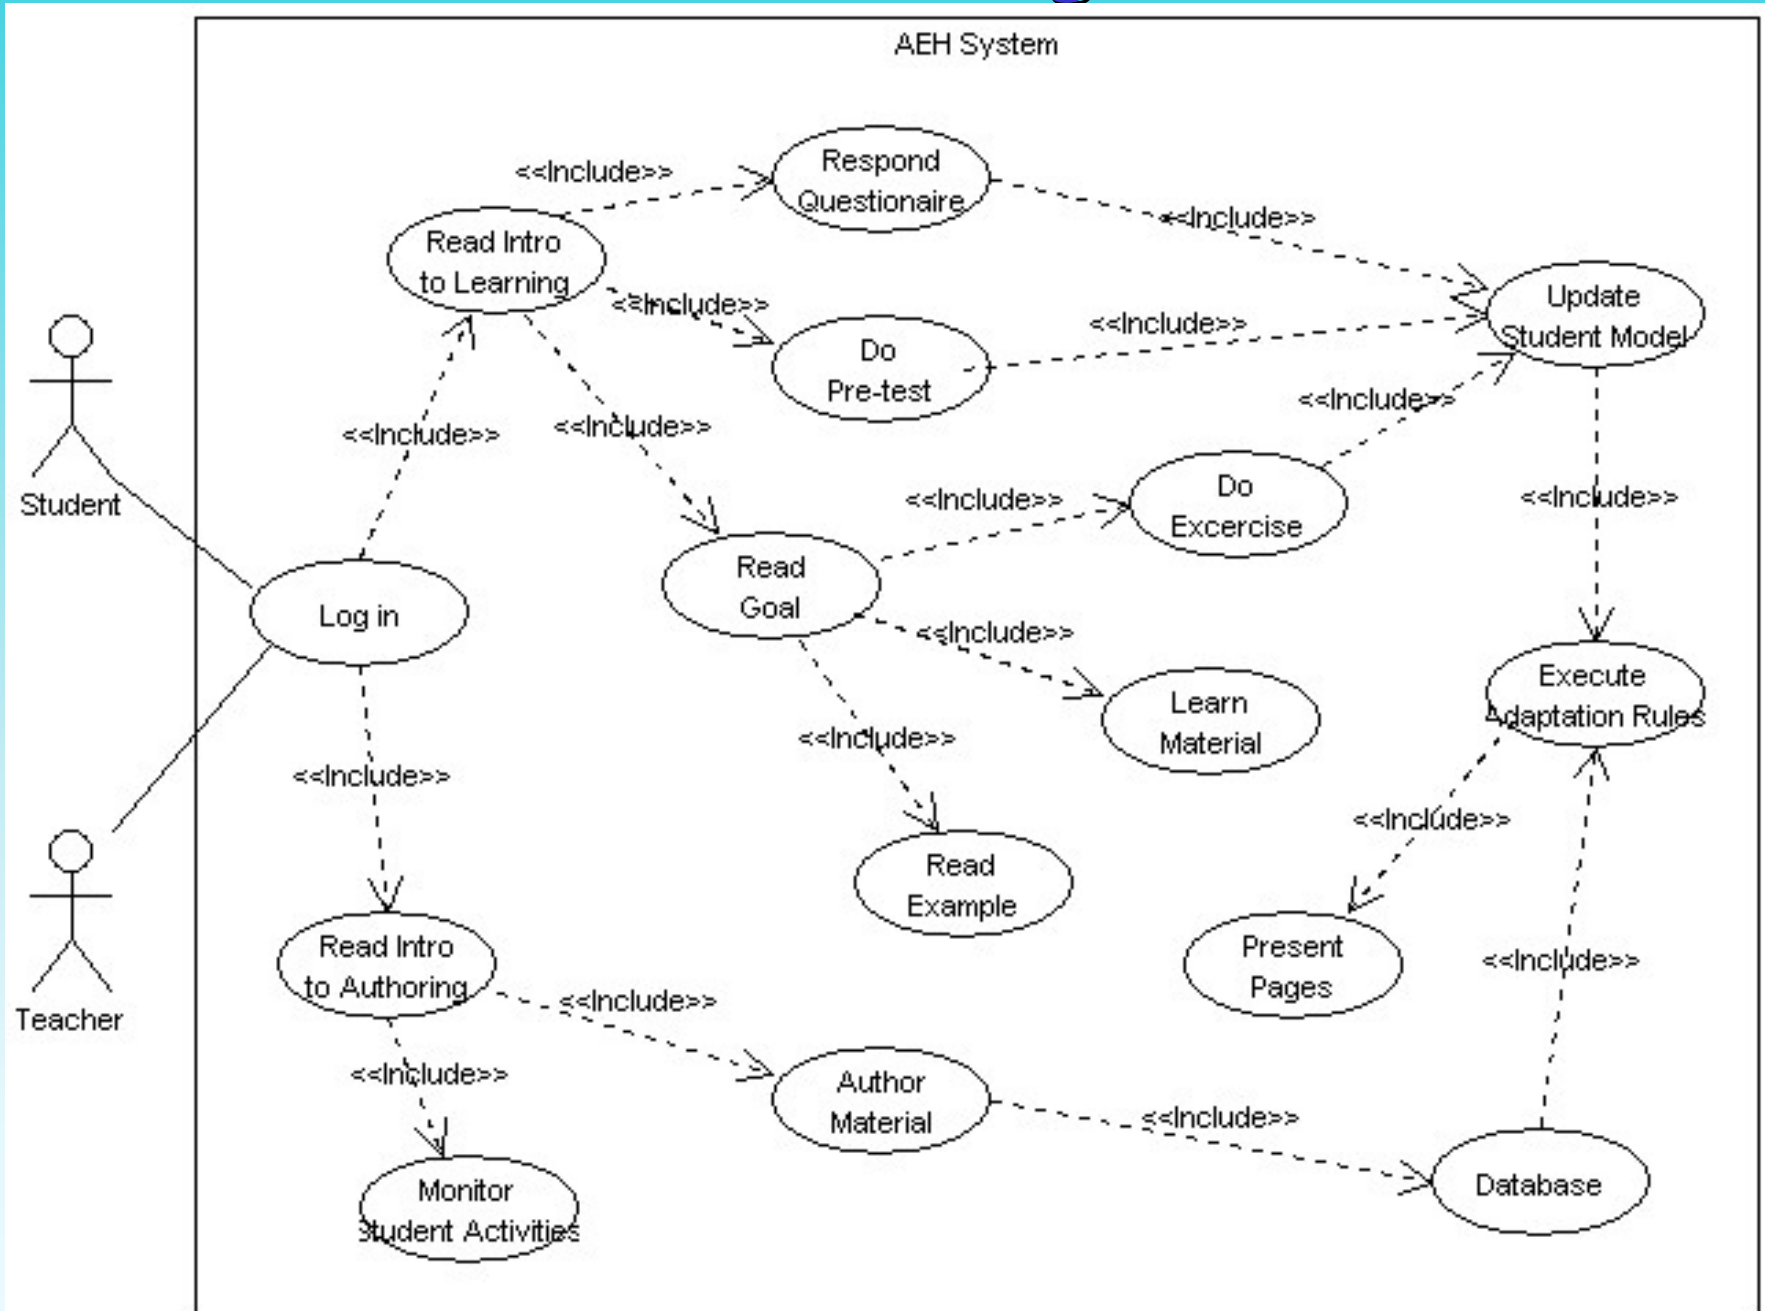 AEH System
<<Include>>
Respond
Questionaire
<<Include>>
Read Intro
to Learning
<<Include>>
Do
Pre-test
<<Include>>
Update
Student Model
<<Include>>
<<Include>>
<<Include>>
Student
<<Include>>
Do
Excercise
<<Include>>
Log in
Read
Goal
<<Include>>
Learn
Material
Execute
Adaptation Rules
<<Include>>
<<Include>>
<<Include>>
Read
Example
Teacher
Read Intro
to Authoring
<<Include>>
Present
Pages
<<Include>>
<<Include>>
Author
Material
<<Include>>
Database
Monitor
Student Activities